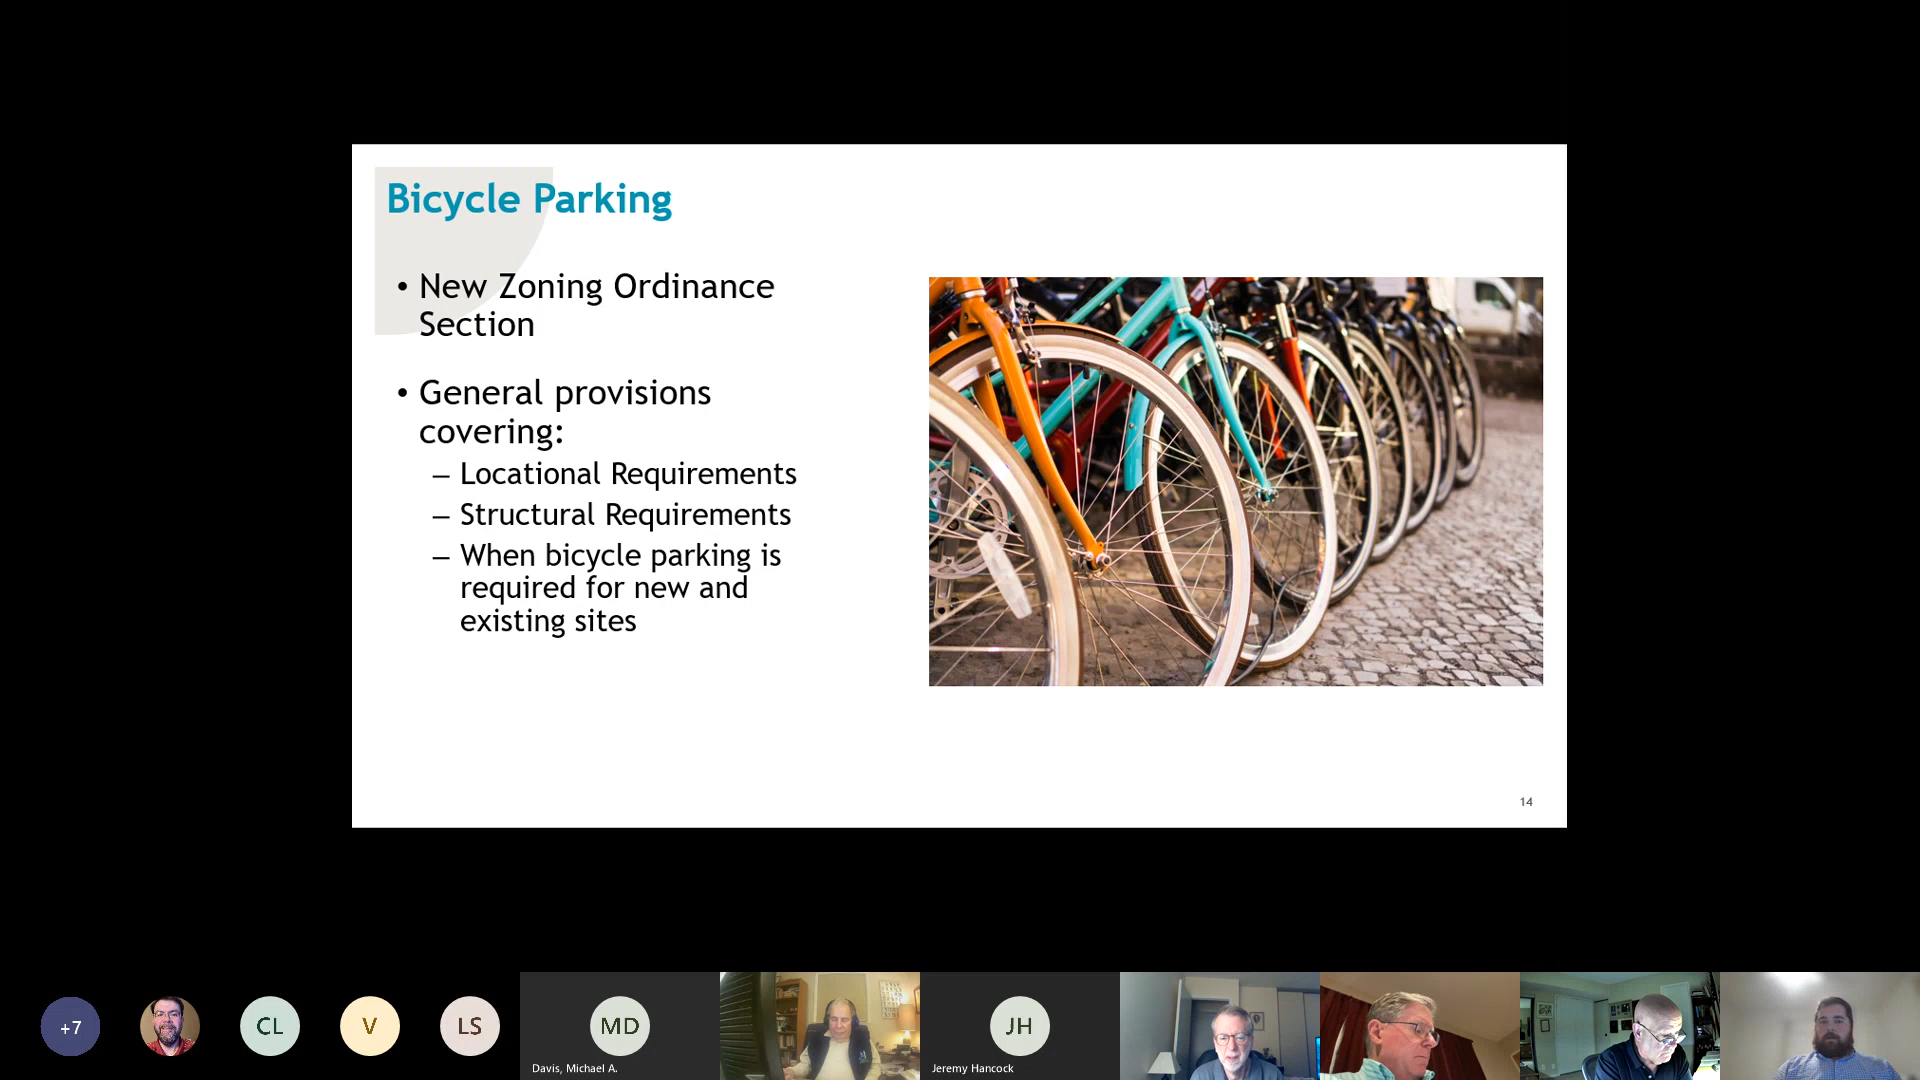 Bicycle Parking
• New Zoning Ordinance
Section
• General provisions
covering:
– Locational Requirements
– Structural Requirements
– When bicycle parking is
required for new and
existing sites
14
+7
CL
V
LS
MD
Davis, Michael A.
JH
Jeremy Hancock